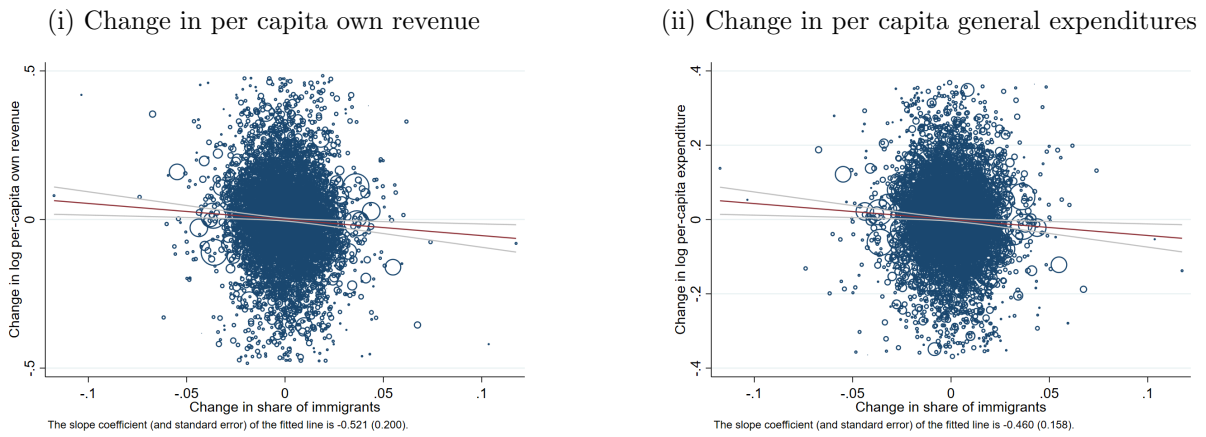 (i) Change in per capita own revenue
Change in log per-capita own revenue
.5
0
-.5
-.1
-.05
0
.05
.1
Change in share of immigrants
The slope coefficient (and standard error) of the fitted line is -0.521 (0.200).
(ii) Change in per capita general expenditures
Change in log per-capita expenditure
.4
.2
0
-.2
-.4
-.1
-.05
0
.05
.1
Change in share of immigrants
The slope coefficient (and standard error) of the fitted line is -0.460 (0.158).